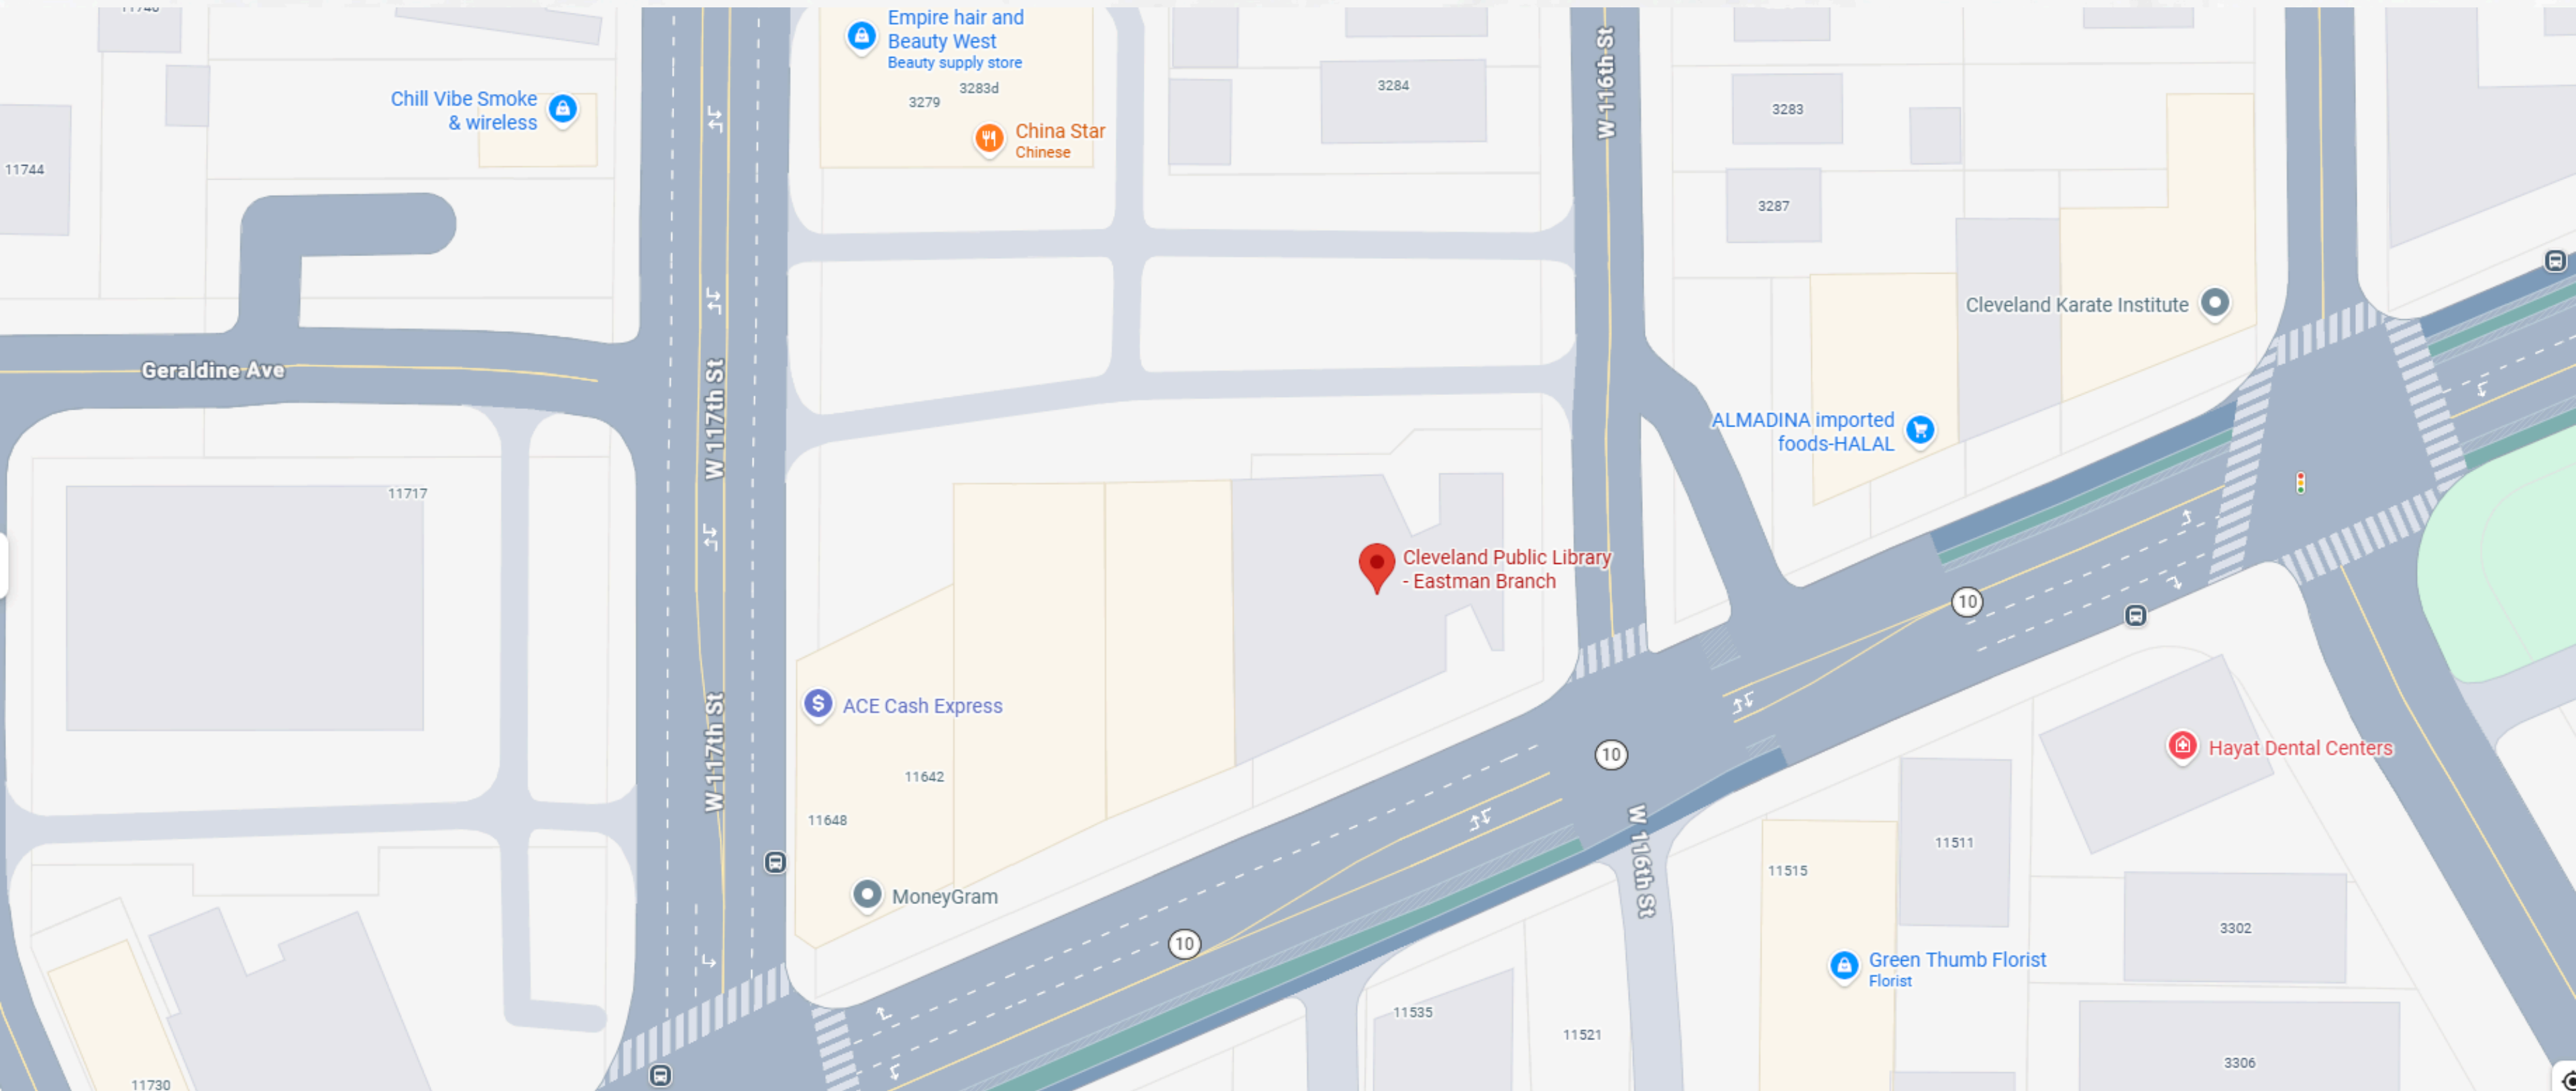 Empire hair and
Beauty West
Beauty supply store
3283d
3279
China Star
Chinese
Chill Vibe Smoke
& wireless
11744
W 116th St
3284
3283
3287
Cleveland Karate Institute
Geraldine Ave
W 117th St
ALMADINA imported
foods-HALAL
11717
Cleveland Public Library
- Eastman Branch
10
ACE Cash Express
W 117th St
11642
11648
10
Hayat Dental Centers
W 116th St
11511
11515
MoneyGram
10
3302
Green Thumb Florist
Florist
11535
11521
3306
11730